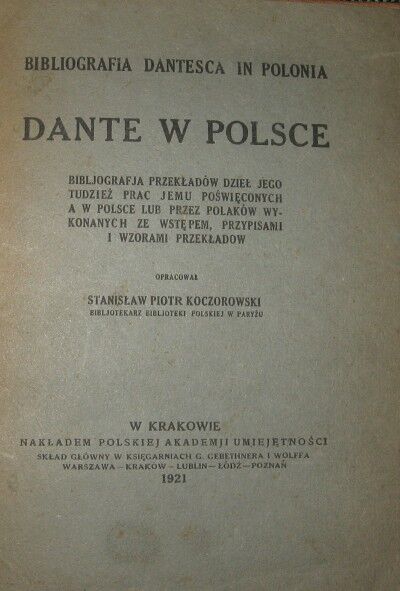 BIBLIOGRAFIA DANTESCA IN POLONIA
DANTE W POLSCE
BIBLJOGRAFJA PRZEKŁADÓW DZIEŁ JEGO
TUDZIEŻ PRAC JEMU POŚWIĘCONYCH
A W POLSCE LUB PRZEZ POLAKÓW WY-
KONANYCH ZE WSTĘPEM, PRZYPISAMI
I WZORAMI PRZEKŁADOW
OPRACOWAŁ
STANISŁAW PIOTR KOCZOROWSKI
BIBLJOTEKARZ BIBLJOTEKI POLSKIEJ W PARYŻU
W KRAKOWIE
NAKŁADEM POLSKIEJ AKADEMJI UMIEJĘTNOŚCI
SKŁAD GŁÓWNY W KSIĘGARNIACH G. GEBETHNERA I WOLFFA
WARSZAWA — KRAKÓW — LUBLIN — ŁÓDŹ — POZNAŃ
1921